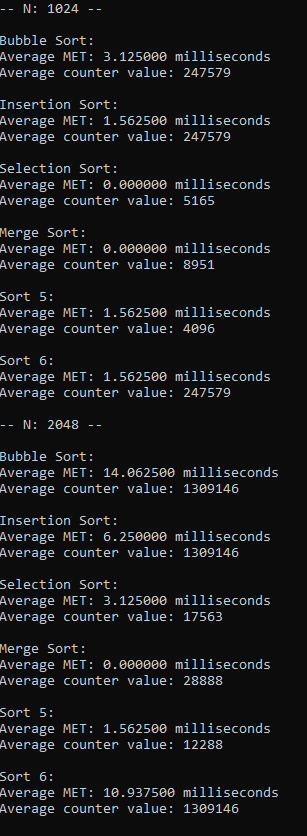 -- N: 1024 --
Bubble Sort:
Average MET: 3.125000 milliseconds
Average counter value: 247579
Insertion Sort:
Average MET: 1.562500 milliseconds
Average counter value: 247579
Selection Sort:
Average MET: 0.000000 milliseconds
Average counter value: 5165
Merge Sort:
Average MET: 0.000000 milliseconds
Average counter value: 8951
Sort 5:
Average MET: 1.562500 milliseconds
Average counter value: 4096
Sort 6:
Average MET: 1.562500 milliseconds
Average counter value: 247579
-- N: 2048 --
Bubble Sort:
Average MET: 14.062500 milliseconds
Average counter value: 1309146
Insertion Sort:
Average MET: 6.250000 milliseconds
Average counter value: 1309146
Selection Sort:
Average MET: 3.125000 milliseconds
Average counter value: 17563
Merge Sort:
Average MET: 0.000000 milliseconds
Average counter value: 28888
Sort 5:
Average MET: 1.562500 milliseconds
Average counter value: 12288
Sort 6:
Average MET: 10.937500 milliseconds
Average counter value: 1309146